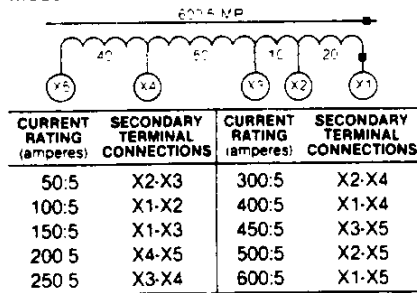 600:5 MR
40 50 10 20
X5 X4 X3 X2 X1
CURRENT RATING (amperes) SECONDARY TERMINAL CONNECTIONS CURRENT RATING (amperes) SECONDARY TERMINAL CONNECTIONS
50:5 X2-X3 300:5 X2-X4
100:5 X1-X2 400:5 X1-X4
150:5 X1-X3 450:5 X3-X5
200 5 X4-X5 500:5 X2-X5
250 5 X3-X4 600:5 X1-X5